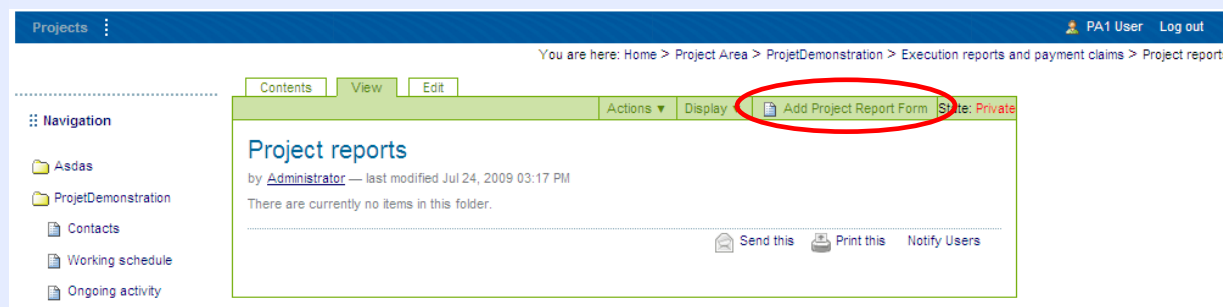 Projects
PA1 User Log out
You are here: Home > Project Area > ProjetDemonstration > Execution reports and payment claims > Project reports
Contents View Edit
Actions ▼ Display ▼ Add Project Report Form State: Private
Navigation
Project reports
by Administrator — last modified Jul 24, 2009 03:17 PM
There are currently no items in this folder.
Asdas
ProjetDemonstration
Contacts
Working schedule
Ongoing activity
Send this Print this Notify Users